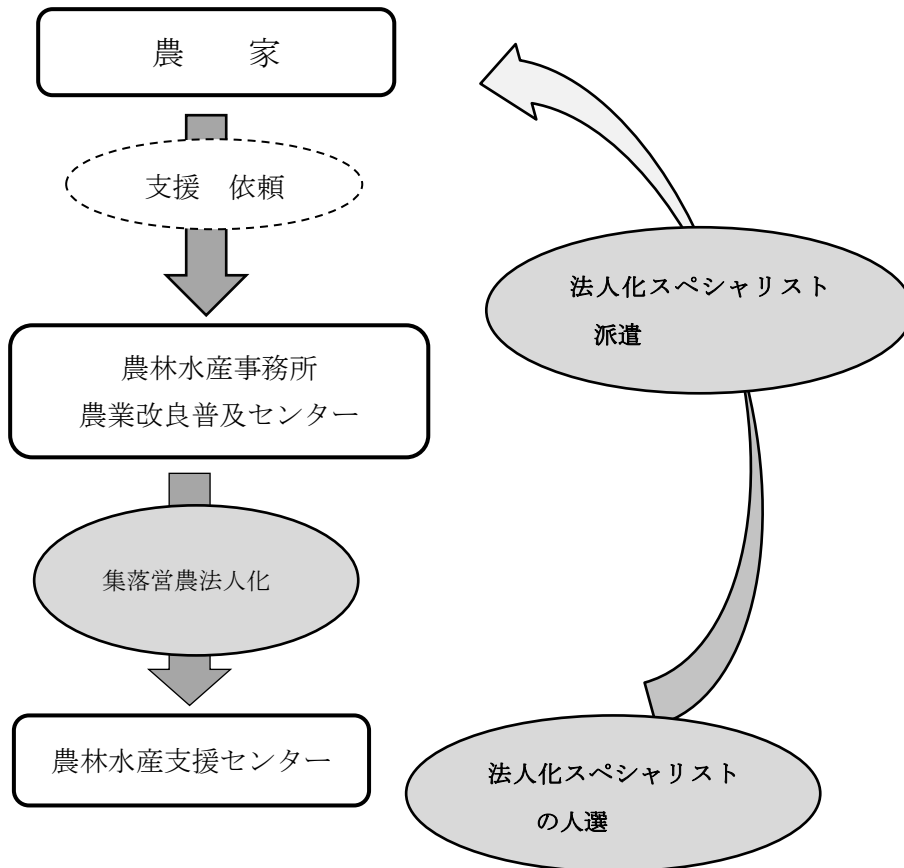 農　　家
支援　依頼
農林水産事務所
農業改良普及センター
集落営農法人化
農林水産支援センター
法人化スペシャリスト
の人選
法人化スペシャリスト
派遣